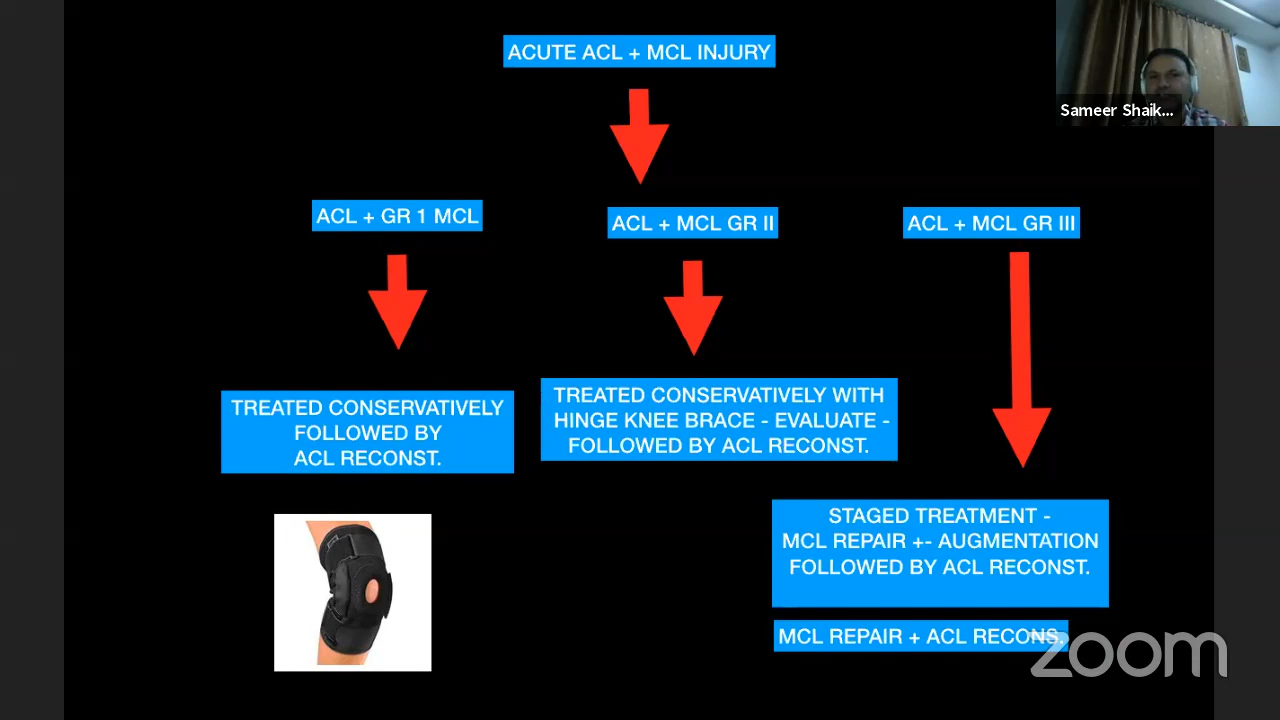 ACUTE ACL + MCL INJURY
Sameer Shaik...
ACL + GR 1 MCL
ACL + MCL GR II
ACL + MCL GR III
TREATED CONSERVATIVELY
FOLLOWED BY
ACL RECONST.
TREATED CONSERVATIVELY WITH
HINGE KNEE BRACE - EVALUATE -
FOLLOWED BY ACL RECONST.
STAGED TREATMENT -
MCL REPAIR +- AUGMENTATION
FOLLOWED BY ACL RECONST.
MCL REPAIR + ACL RECONS.
zoom